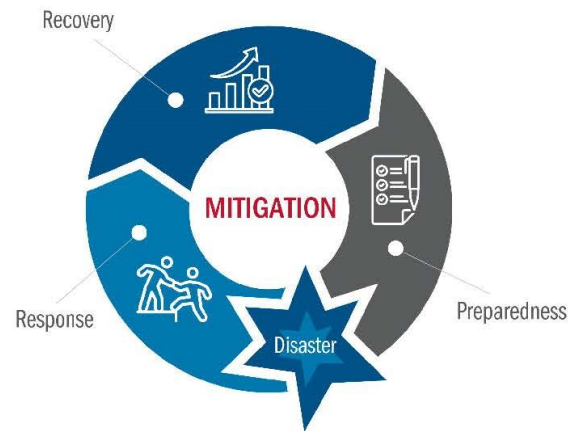 Recovery
MITIGATION
Response
Disaster
Preparedness